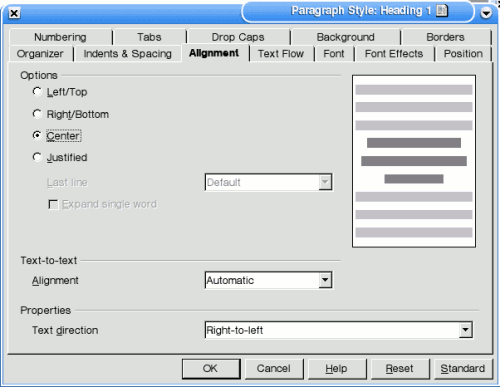 Paragraph Style: Heading 1
Numbering Tabs Drop Caps Background Borders
Organizer Indents & Spacing Alignment Text Flow Font Font Effects Position
Options
Left/Top
Right/Bottom
Center
Justified
Last line Default
Expand single word
Text-to-text
Alignment Automatic
Properties
Text direction Right-to-left
OK Cancel Help Reset Standard